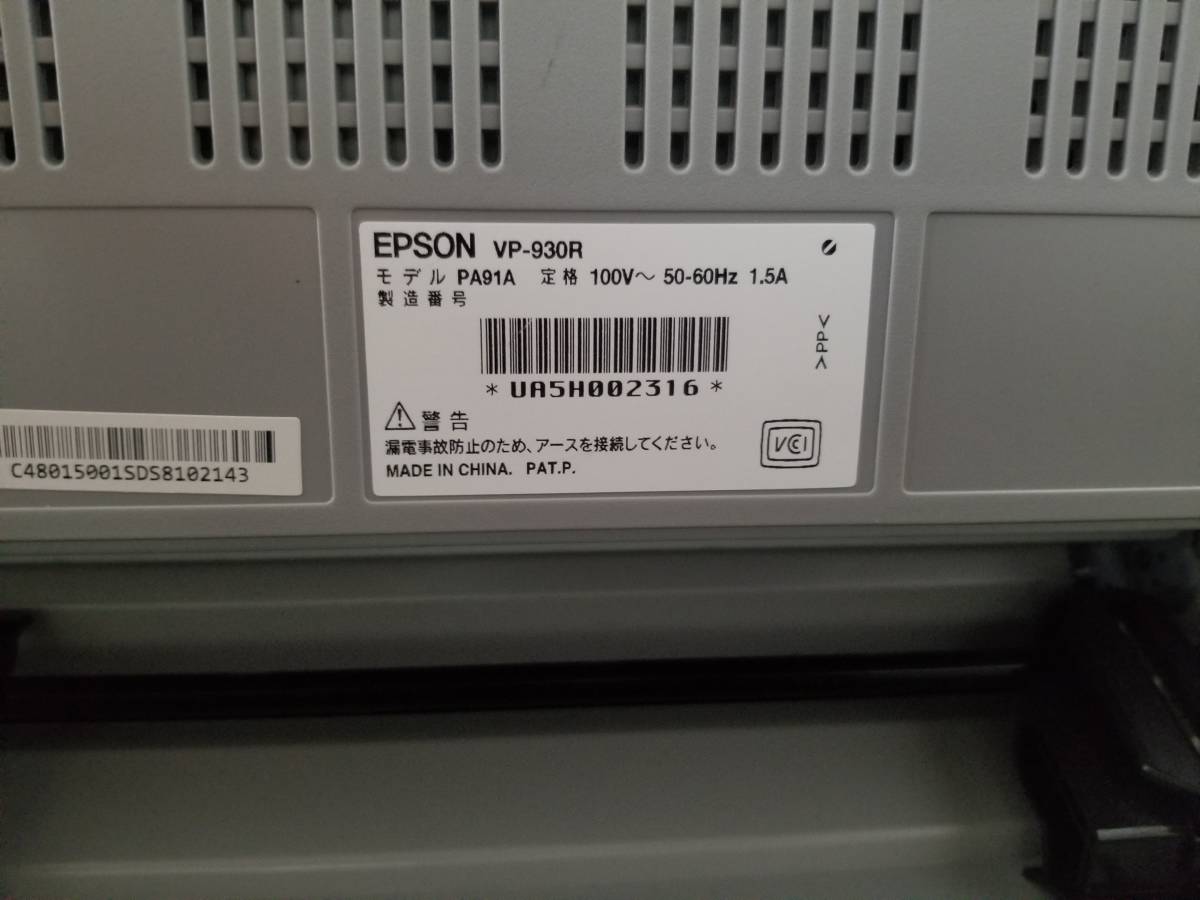 EPSON VP-930R
モデル PA91A 定格 100V～ 50-60Hz 1.5A
製造番号
>PP<
*UA5H002316*
警告
漏電事故防止のため、アースを接続してください。
MADE IN CHINA. PAT.P.
VCCI
C48015001SDS8102143